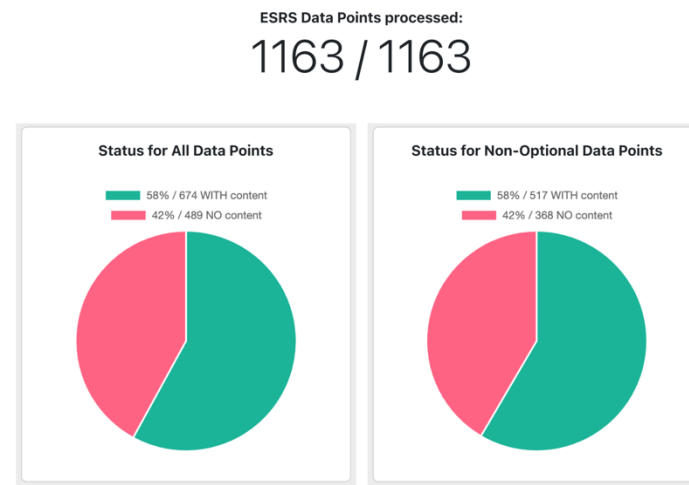 ESRS Data Points processed:
1163 / 1163
Status for All Data Points
58% / 674 WITH content
42% / 489 NO content
Status for Non-Optional Data Points
58% / 517 WITH content
42% / 368 NO content